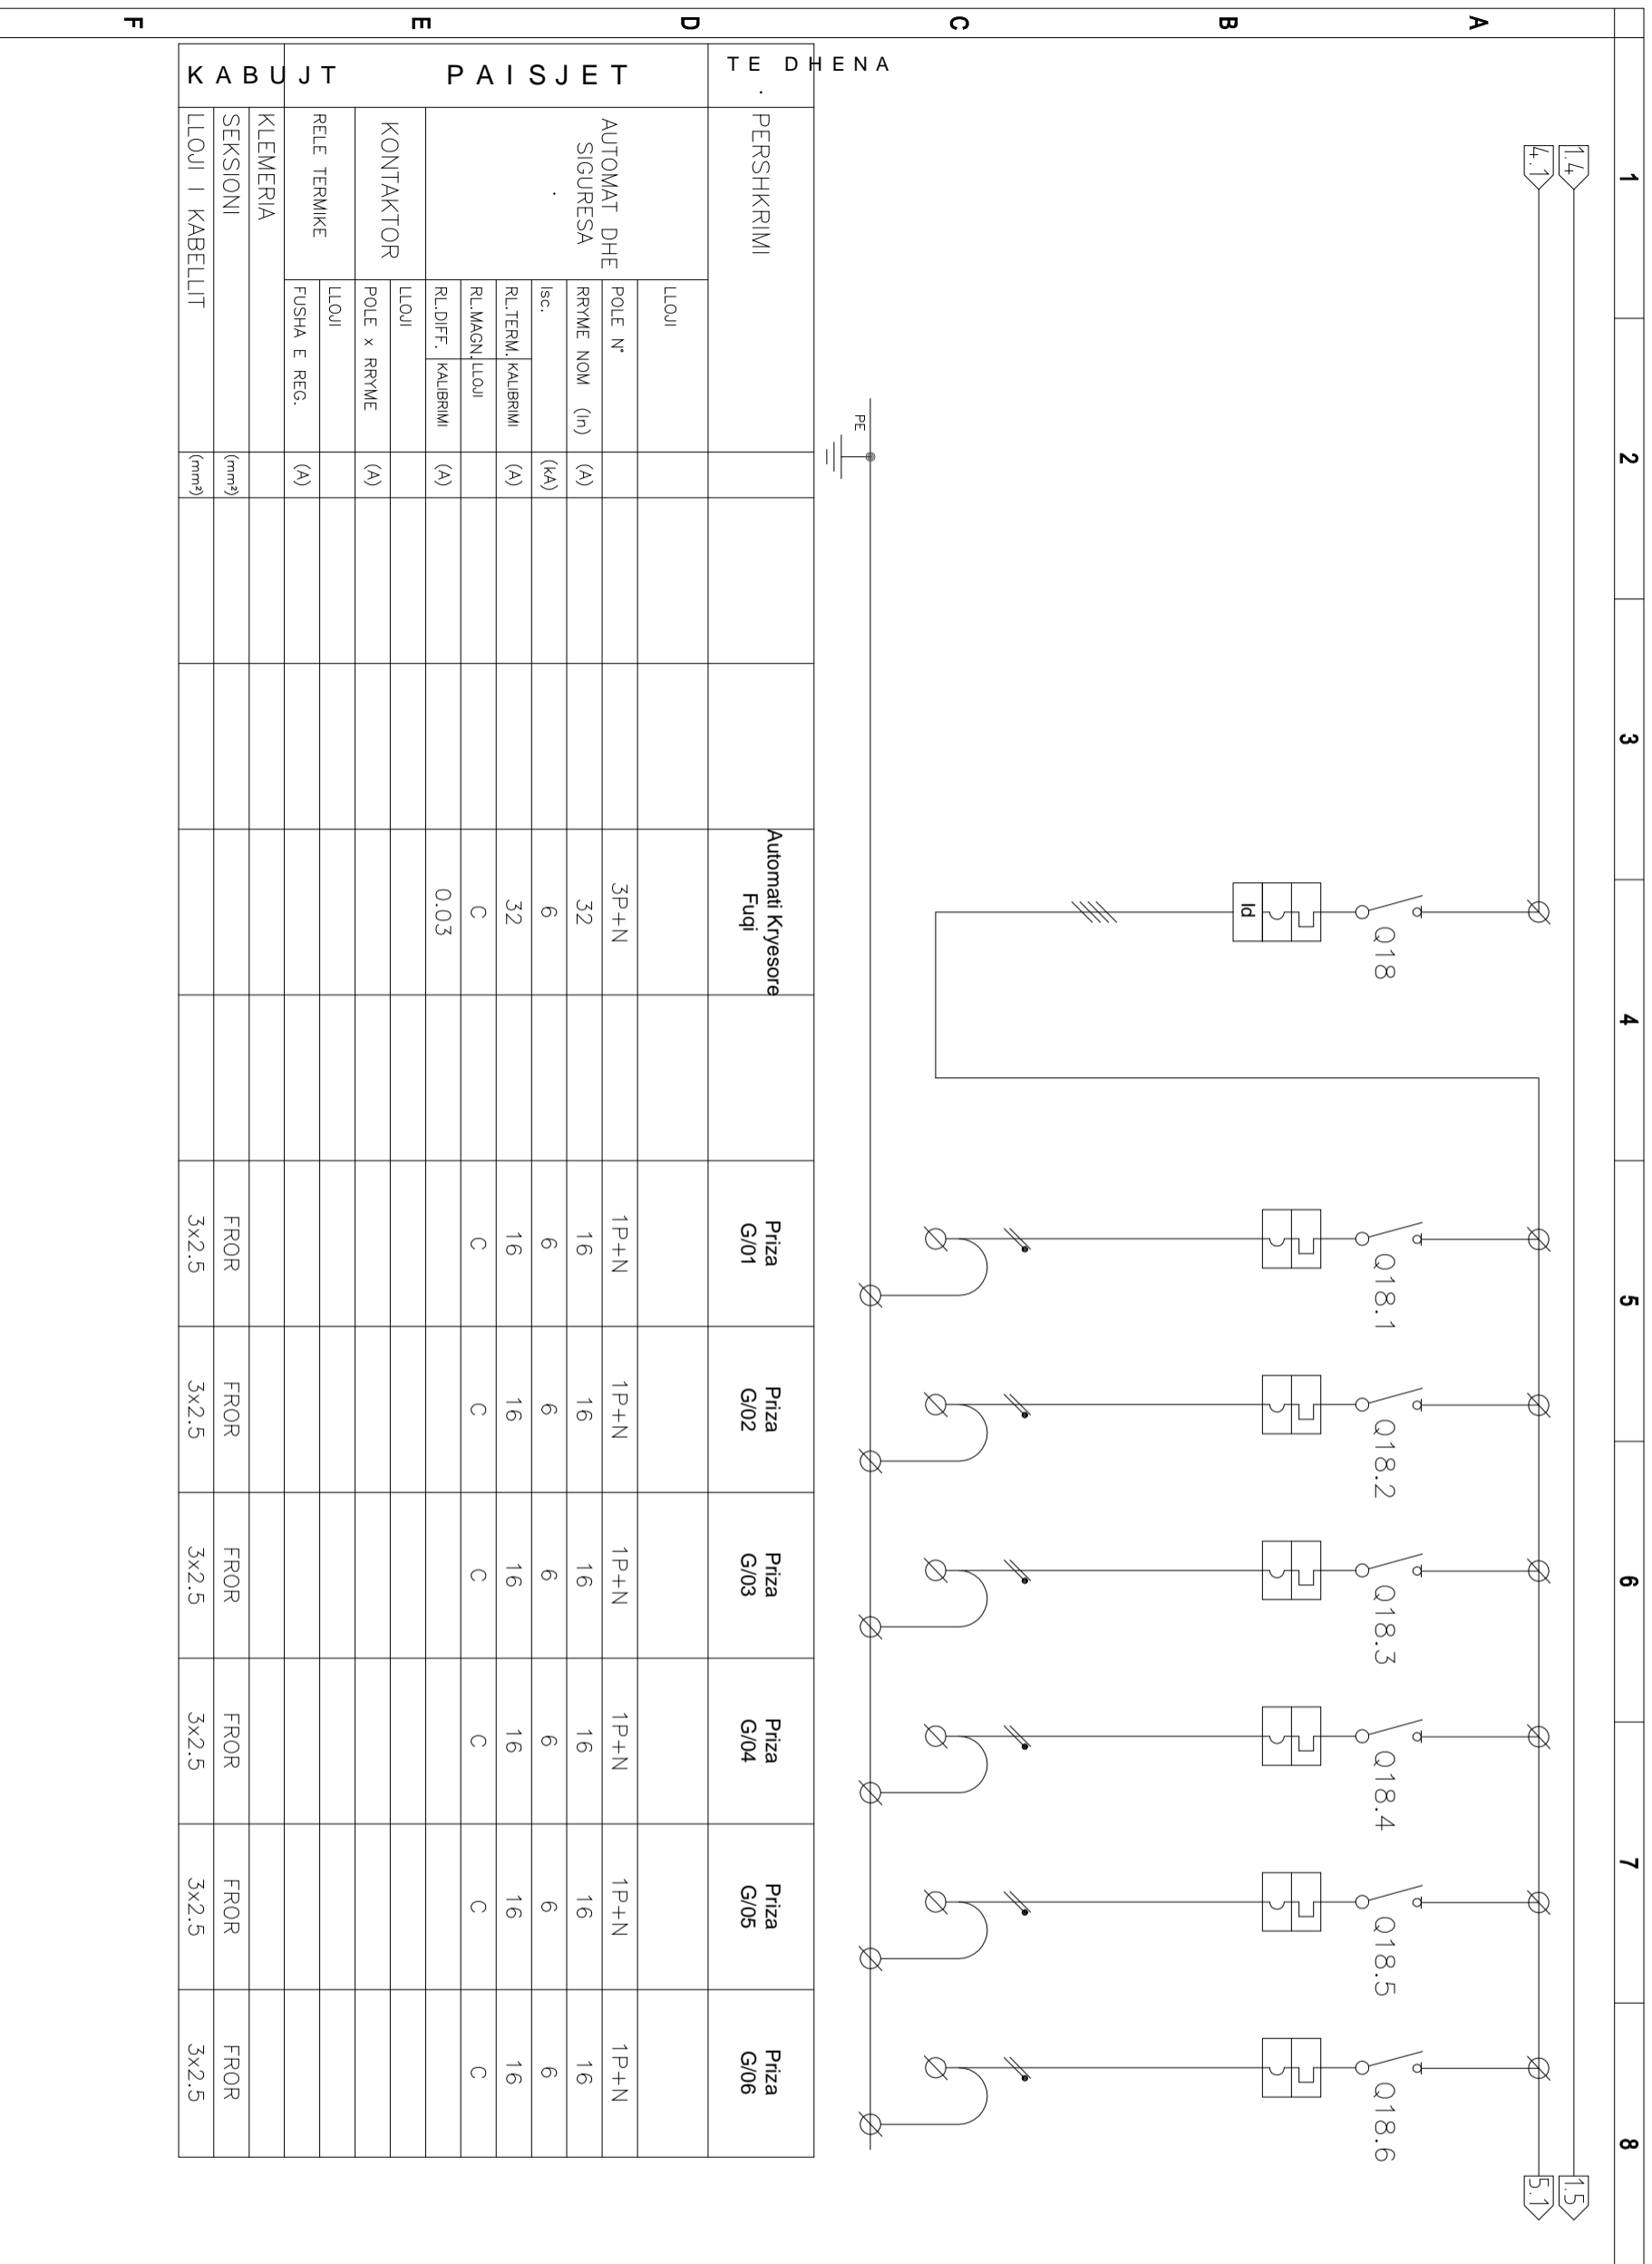 1 2 3 4 5 6 7 8
A
B
C
D
E
F
1.4
4.1
1.5
5.1
Q18
Id
Q18.1
Q18.2
Q18.3
Q18.4
Q18.5
Q18.6
PE
TE DHENA
.
PERSHKRIMI
Automati Kryesore
Fuqi
Priza
G/01
Priza
G/02
Priza
G/03
Priza
G/04
Priza
G/05
Priza
G/06
PAISJET
AUTOMAT DHE
SIGURESA
.
LLOJI
POLE N° 3P+N 1P+N 1P+N 1P+N 1P+N 1P+N 1P+N
RRYME NOM (In) (A) 32 16 16 16 16 16 16
Isc. (kA) 6 6 6 6 6 6 6
RL.TERM. KALIBRIMI (A) 32 16 16 16 16 16 16
RL.MAGN. LLOJI C C C C C C C
RL.DIFF. KALIBRIMI (A) 0.03
KONTAKTOR
LLOJI
POLE x RRYME (A)
RELE TERMIKE
LLOJI
FUSHA E REG. (A)
KABUJT
KLEMERIA
SEKSIONI (mm²) FROR FROR FROR FROR FROR FROR
LLOJI I KABELLIT (mm²) 3x2.5 3x2.5 3x2.5 3x2.5 3x2.5 3x2.5